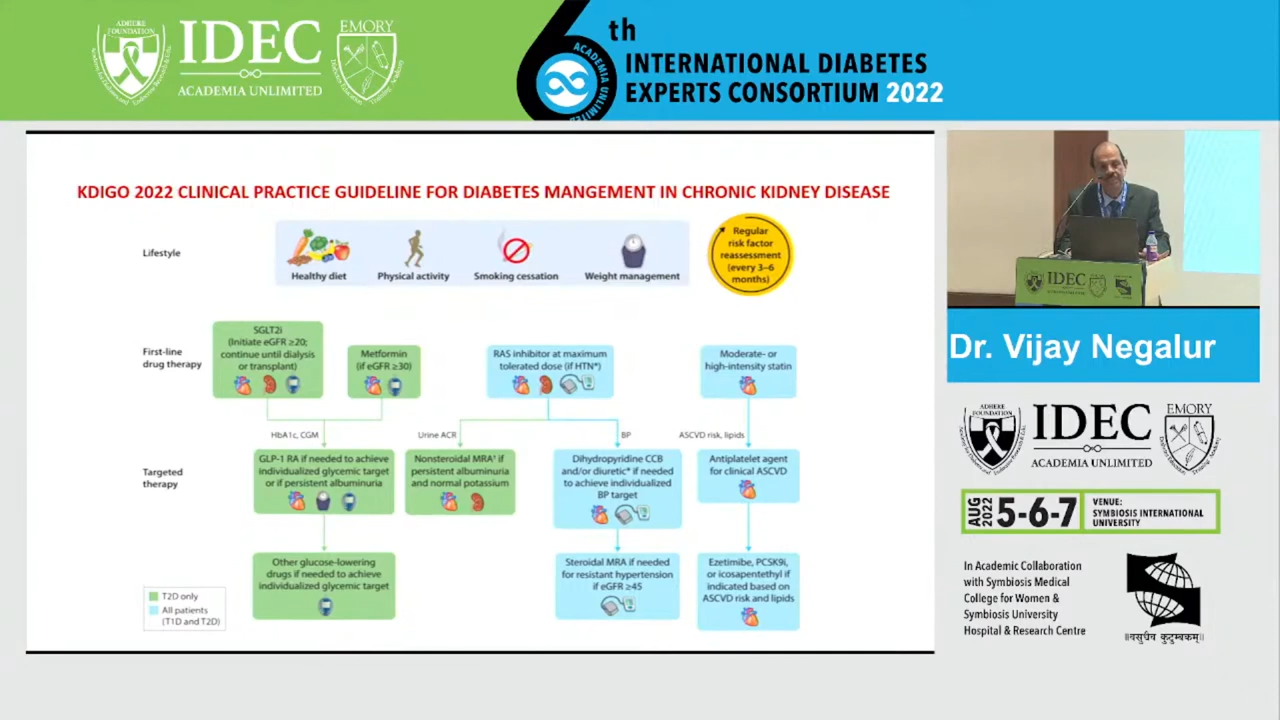 ADHERE
FOUNDATION
IDEC
ACADEMIA UNLIMITED
EMORY
6th
ACADEMIA UNLIMITED
INTERNATIONAL DIABETES
EXPERTS CONSORTIUM 2022
KDIGO 2022 CLINICAL PRACTICE GUIDELINE FOR DIABETES MANGEMENT IN CHRONIC KIDNEY DISEASE
Lifestyle
Healthy diet
Physical activity
Smoking cessation
Weight management
Regular
risk factor
reassessment
(every 3–6
months)
First-line
drug therapy
SGLT2i
(Initiate eGFR ≥20;
continue until dialysis
or transplant)
Metformin
(if eGFR ≥30)
RAS inhibitor at maximum
tolerated dose (if HTN*)
Moderate- or
high-intensity statin
HbA1c, CGM
Urine ACR
BP
ASCVD risk, lipids
Targeted
therapy
GLP-1 RA if needed to achieve
individualized glycemic target
or if persistent albuminuria
Nonsteroidal MRA† if
persistent albuminuria
and normal potassium
Dihydropyridine CCB
and/or diuretic* if needed
to achieve individualized
BP target
Antiplatelet agent
for clinical ASCVD
Other glucose-lowering
drugs if needed to achieve
individualized glycemic target
Steroidal MRA if needed
for resistant hypertension
if eGFR ≥45
Ezetimibe, PCSK9i,
or icosapentethyl if
indicated based on
ASCVD risk and lipids
T2D only
All patients
(T1D and T2D)
IDEC
Dr. Vijay Negalur
ADHERE
FOUNDATION
IDEC
ACADEMIA UNLIMITED
EMORY
AUG
2022
5-6-7
VENUE:
SYMBIOSIS INTERNATIONAL
UNIVERSITY
In Academic Collaboration
with Symbiosis Medical
College for Women &
Symbiosis University
Hospital & Research Centre
॥वसुधैव कुटुम्बकम्॥